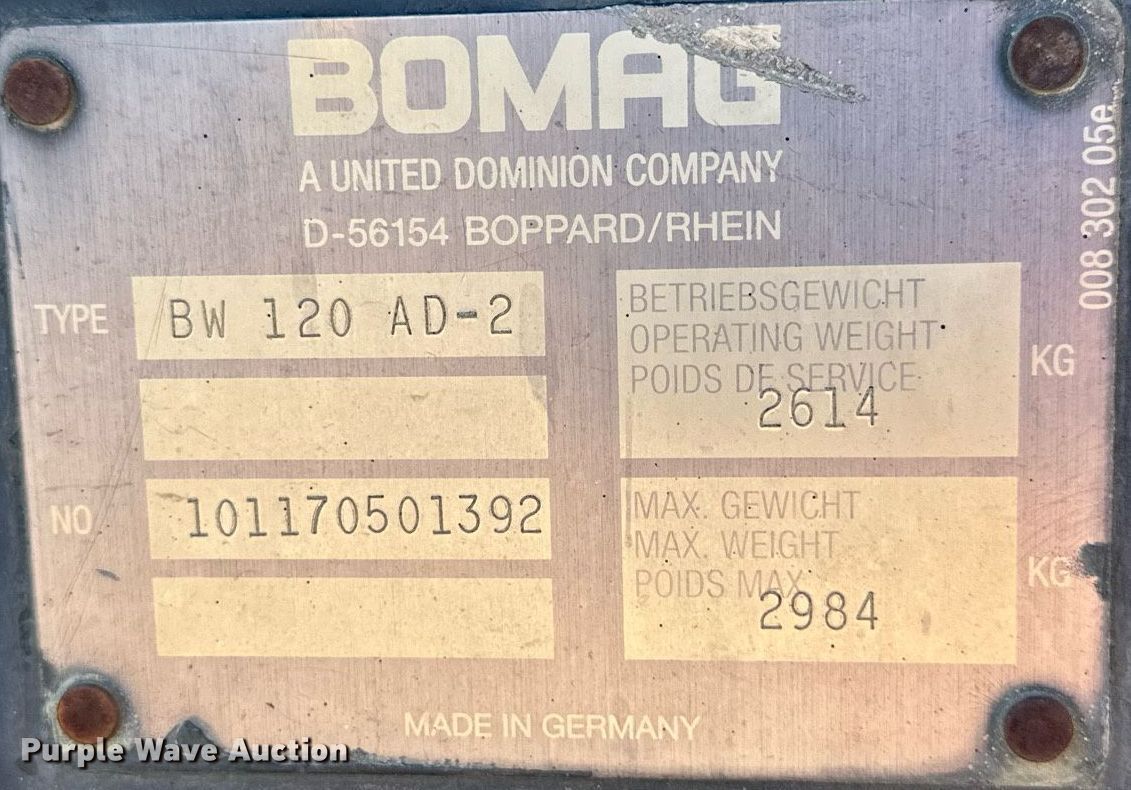 BOMAG
A UNITED DOMINION COMPANY
D-56154 BOPPARD/RHEIN
008 302 05e
TYPE BW 120 AD-2
BETRIEBSGEWICHT
OPERATING WEIGHT
POIDS DE SERVICE
2614 KG
NO 101170501392
MAX. GEWICHT
MAX. WEIGHT
POIDS MAX.
2984 KG
MADE IN GERMANY
Purple Wave Auction